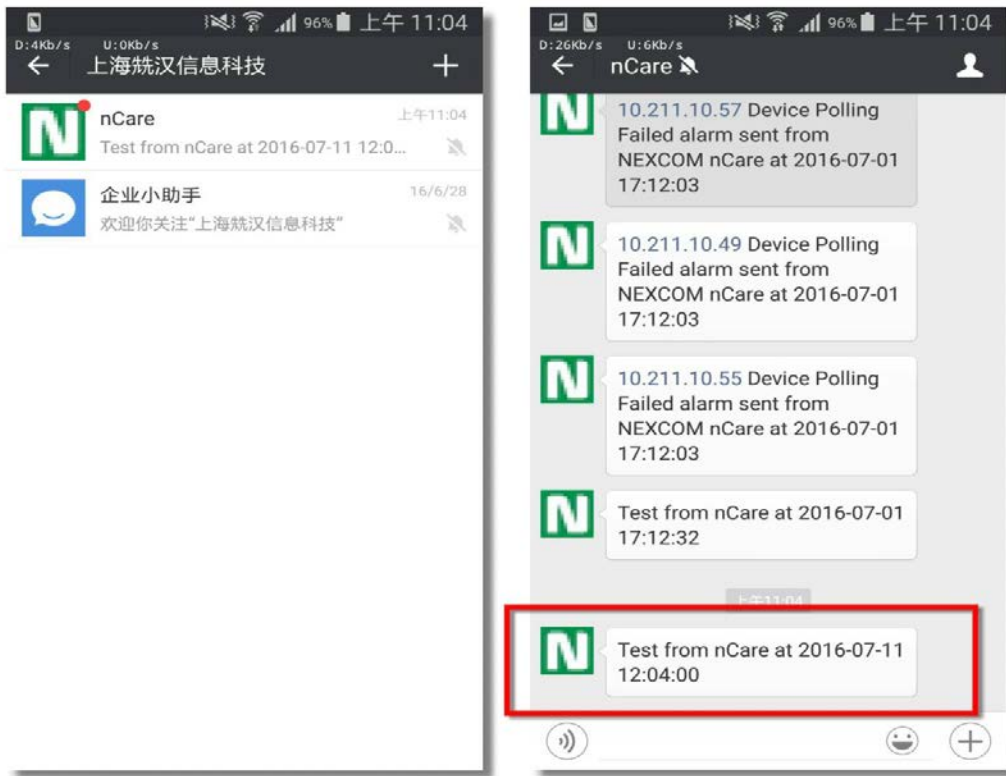 96% 上午 11:04
D:4Kb/s U:0Kb/s
上海兟汉信息科技
nCare 上午11:04
Test from nCare at 2016-07-11 12:0...
企业小助手 16/6/28
欢迎你关注“上海兟汉信息科技”
96% 上午 11:04
D:26Kb/s U:6Kb/s
nCare
10.211.10.57 Device Polling
Failed alarm sent from
NEXCOM nCare at 2016-07-01
17:12:03
10.211.10.49 Device Polling
Failed alarm sent from
NEXCOM nCare at 2016-07-01
17:12:03
10.211.10.55 Device Polling
Failed alarm sent from
NEXCOM nCare at 2016-07-01
17:12:03
Test from nCare at 2016-07-01
17:12:32
上午11:04
Test from nCare at 2016-07-11
12:04:00